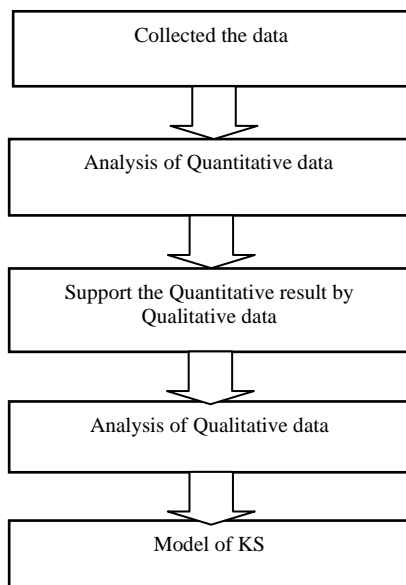 Collected the data
Analysis of Quantitative data
Support the Quantitative result by
Qualitative data
Analysis of Qualitative data
Model of KS